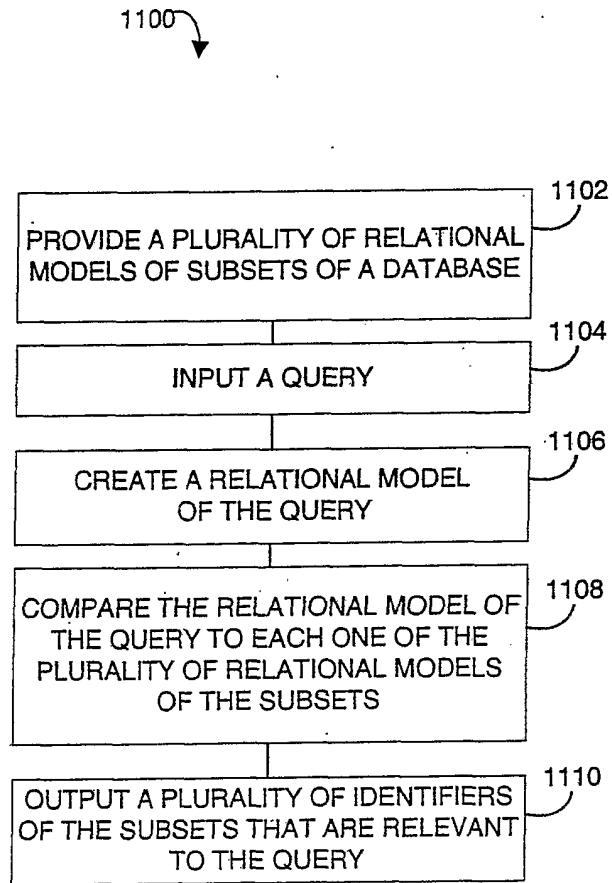 1100
1102
PROVIDE A PLURALITY OF RELATIONAL
MODELS OF SUBSETS OF A DATABASE
1104
INPUT A QUERY
1106
CREATE A RELATIONAL MODEL
OF THE QUERY
1108
COMPARE THE RELATIONAL MODEL OF
THE QUERY TO EACH ONE OF THE
PLURALITY OF RELATIONAL MODELS
OF THE SUBSETS
1110
OUTPUT A PLURALITY OF IDENTIFIERS
OF THE SUBSETS THAT ARE RELEVANT
TO THE QUERY